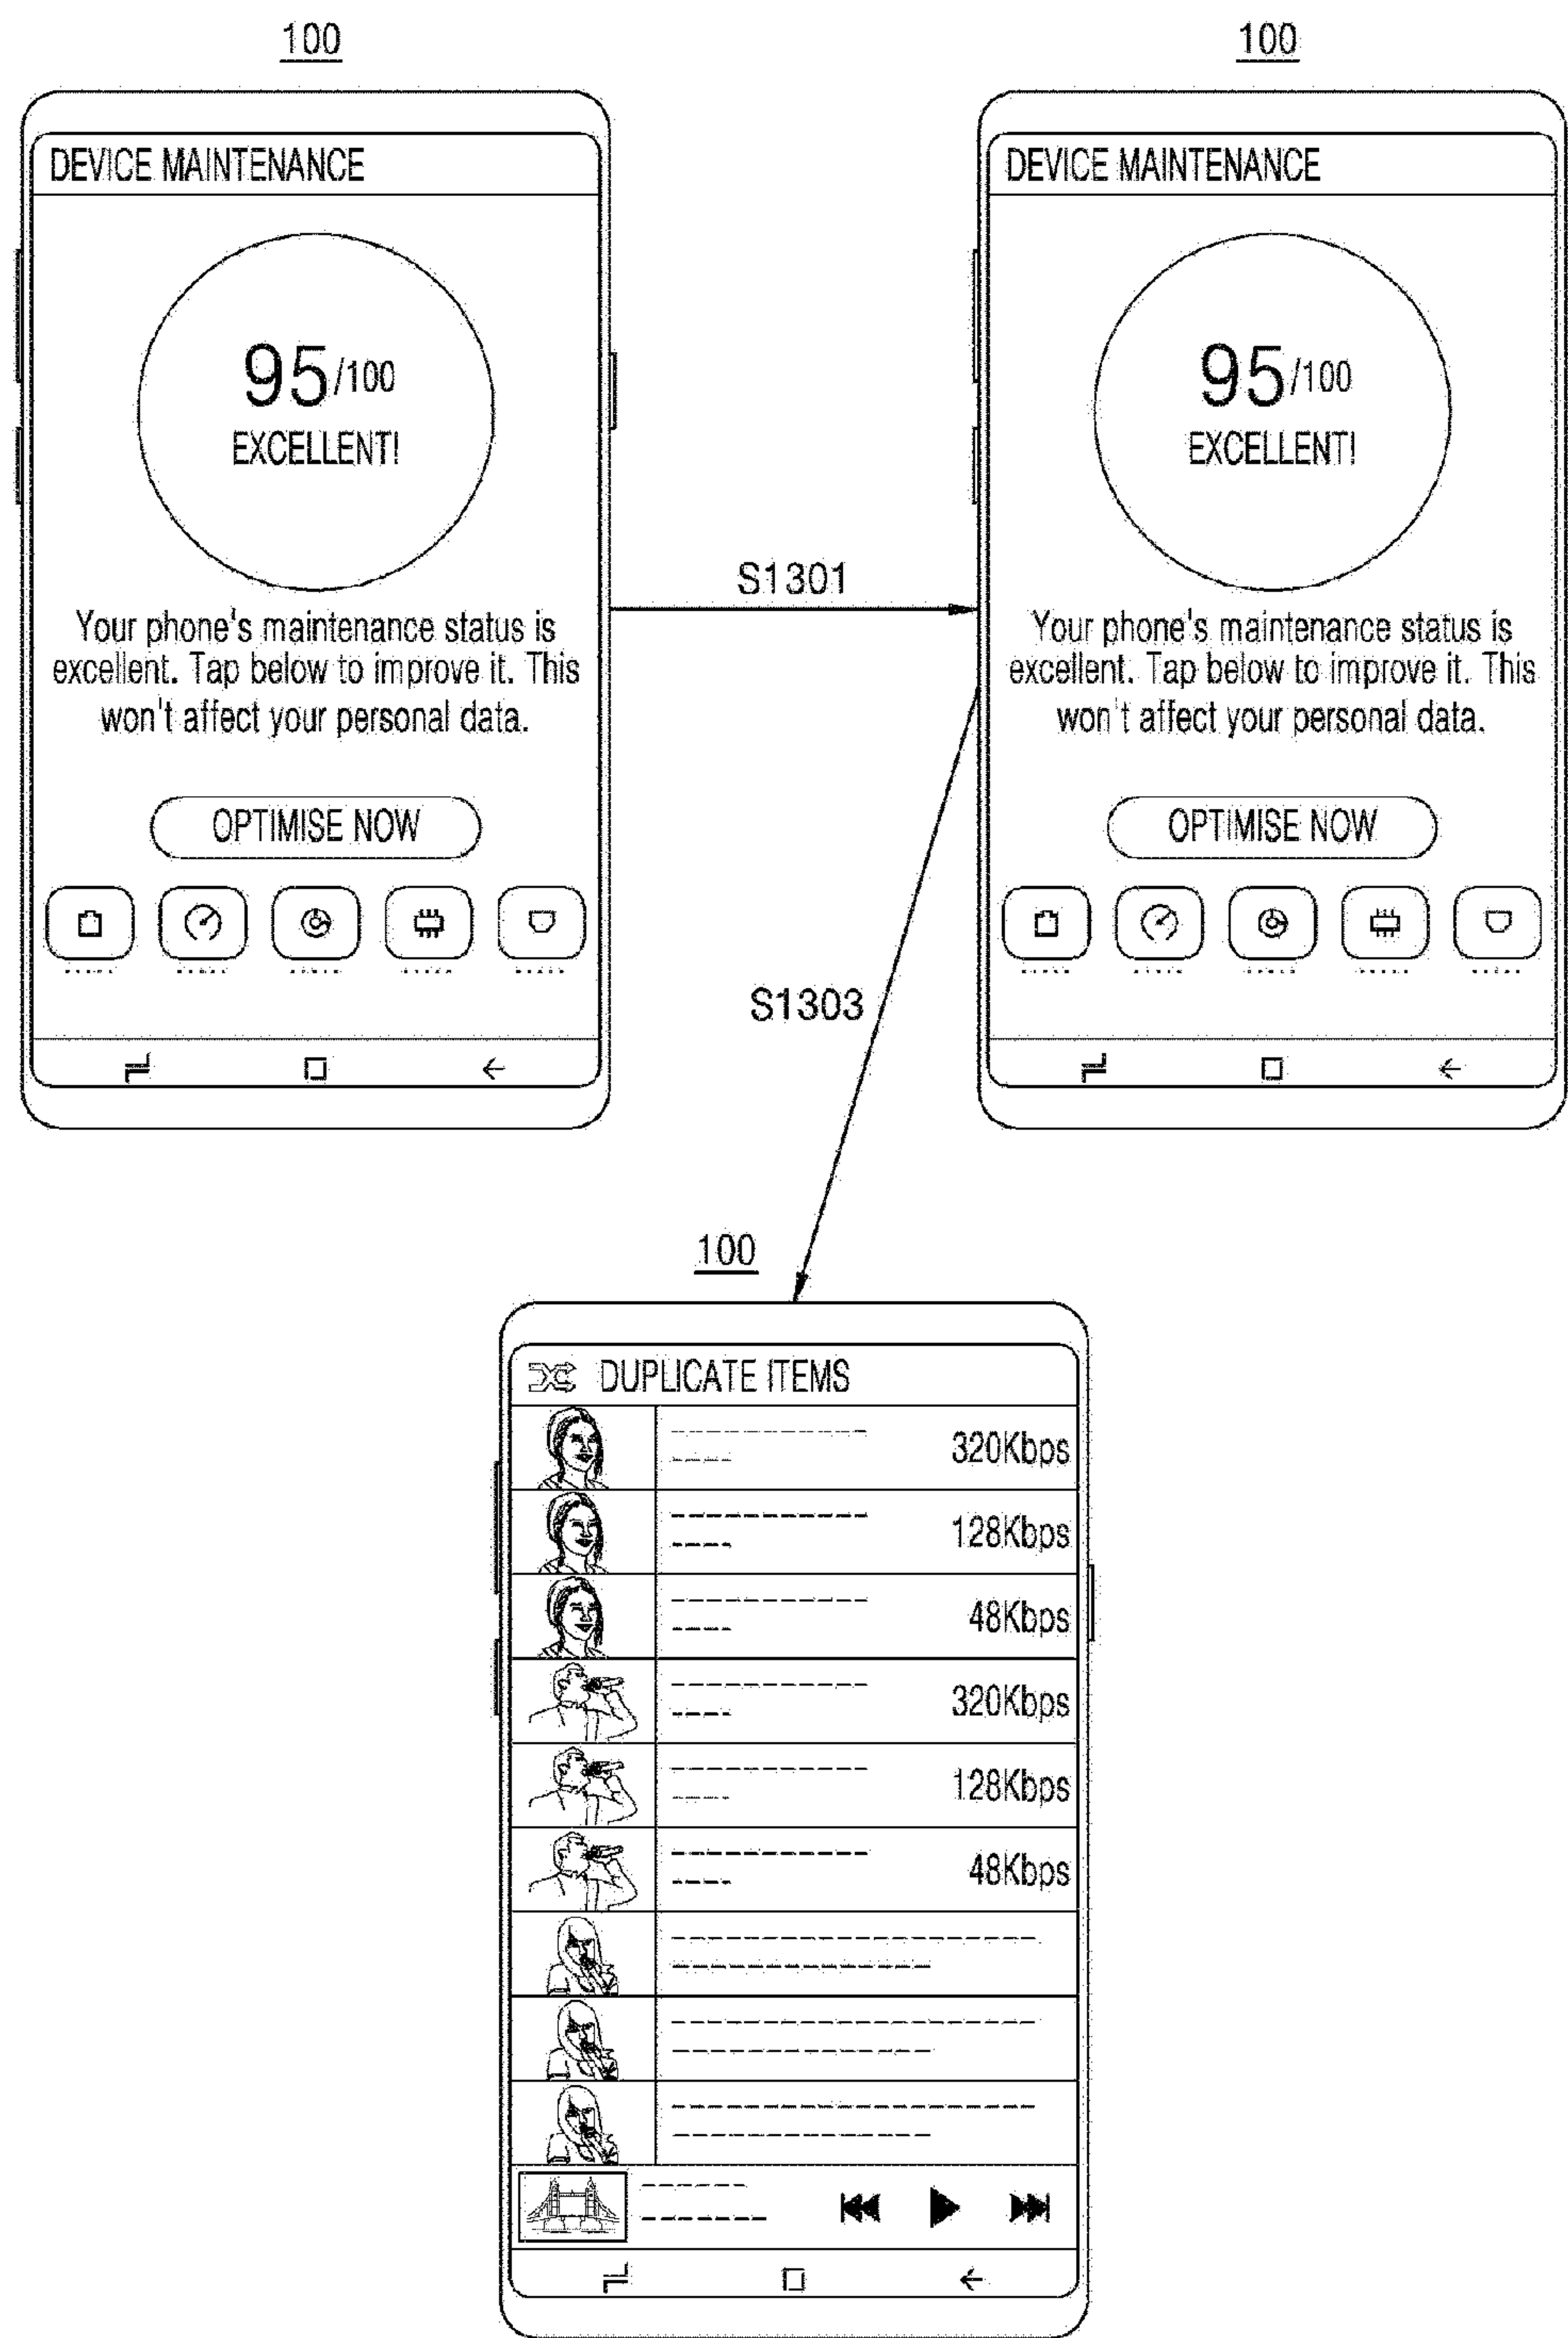 100
DEVICE MAINTENANCE
95/100
EXCELLENT!
Your phone's maintenance status is
excellent. Tap below to improve it. This
won't affect your personal data.
OPTIMISE NOW
S1301
100
DEVICE MAINTENANCE
95/100
EXCELLENT!
Your phone's maintenance status is
excellent. Tap below to improve it. This
won't affect your personal data.
OPTIMISE NOW
S1303
100
DUPLICATE ITEMS
320Kbps
128Kbps
48Kbps
320Kbps
128Kbps
48Kbps